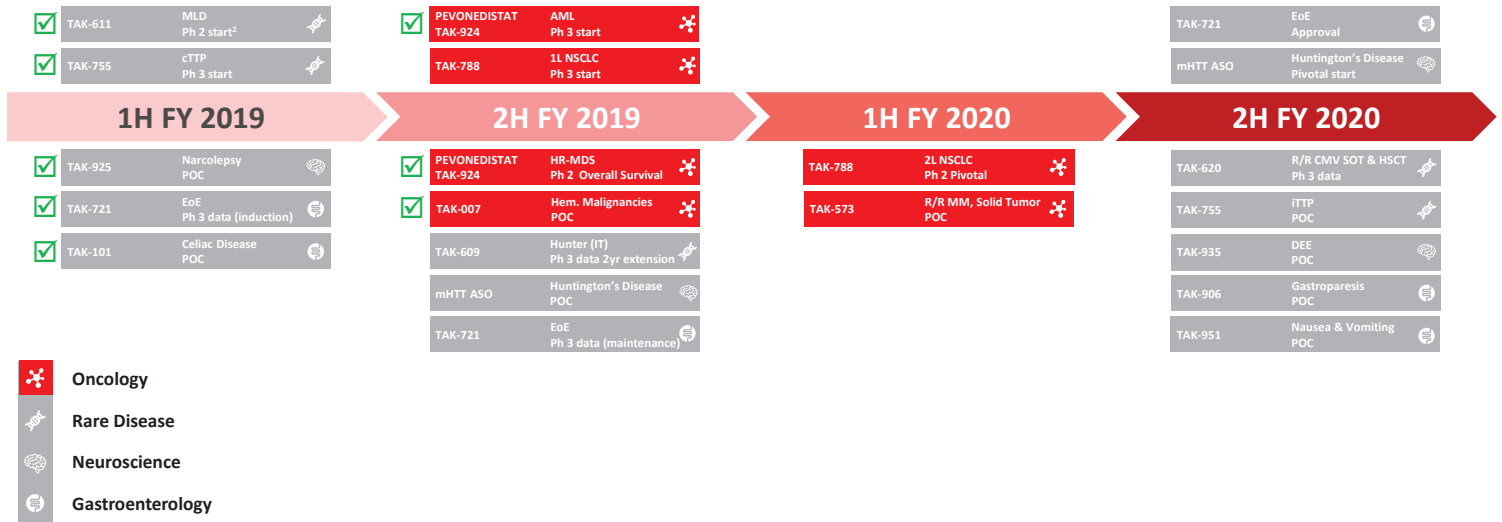 TAK-611
MLD
Ph 2 start²
TAK-755
cTTP
Ph 3 start
PEVONEDISTAT
TAK-924
AML
Ph 3 start
TAK-788
1L NSCLC
Ph 3 start
TAK-721
EoE
Approval
mHTT ASO
Huntington's Disease
Pivotal start
1H FY 2019
2H FY 2019
1H FY 2020
2H FY 2020
TAK-925
Narcolepsy
POC
TAK-721
EoE
Ph 3 data (induction)
TAK-101
Celiac Disease
POC
PEVONEDISTAT
TAK-924
HR-MDS
Ph 2 Overall Survival
TAK-007
Hem. Malignancies
POC
TAK-609
Hunter (IT)
Ph 3 data 2yr extension
mHTT ASO
Huntington's Disease
POC
TAK-721
EoE
Ph 3 data (maintenance)
TAK-788
2L NSCLC
Ph 2 Pivotal
TAK-573
R/R MM, Solid Tumor
POC
TAK-620
R/R CMV SOT & HSCT
Ph 3 data
TAK-755
iTTP
POC
TAK-935
DEE
POC
TAK-906
Gastroparesis
POC
TAK-951
Nausea & Vomiting
POC
Oncology
Rare Disease
Neuroscience
Gastroenterology